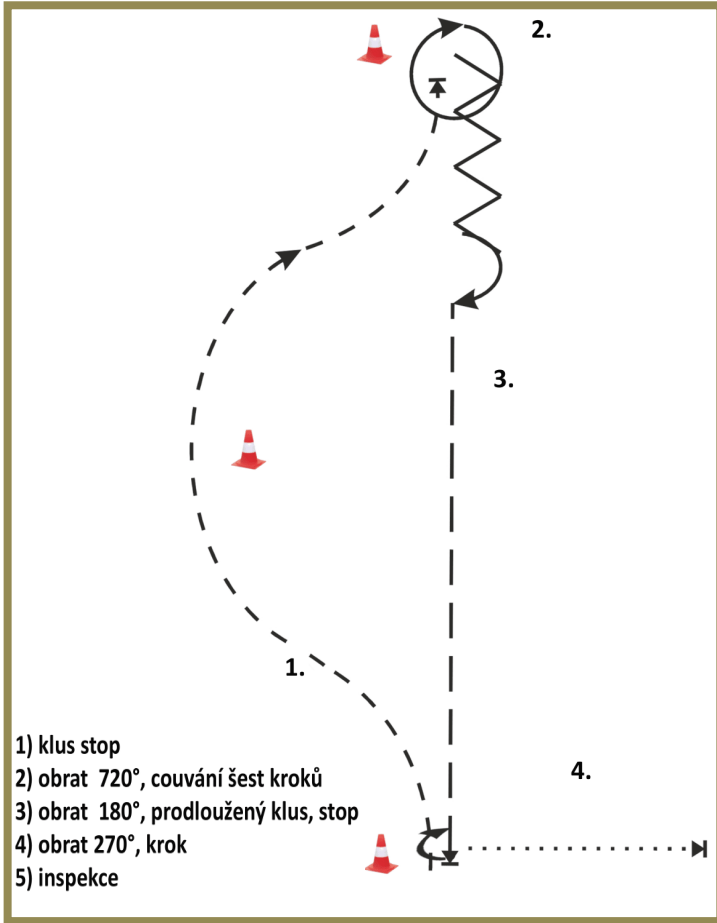 2.
3.
1.
4.
1) klus stop
2) obrat 720°, couvání šest kroků
3) obrat 180°, prodloužený klus, stop
4) obrat 270°, krok
5) inspekce